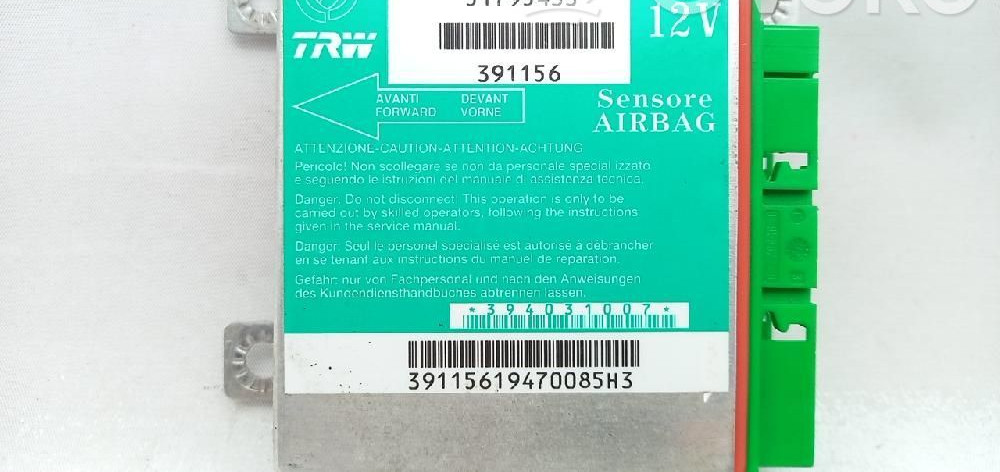 12V
TRW
391156
AVANTI DEVANT
FORWARD VORNE
Sensore
AIRBAG
ATTENZIONE-CAUTION-ATTENTION-ACHTUNG
Pericolo! Non scollegare se non da personale specializzato
e seguendo le istruzioni del manuale di assistenza tecnica.
Danger: Do not disconnect! This operation is only to be
carried out by skilled operators, following the instructions
given in the service manual.
Danger: Seul le personel spécialisé est autorisé à débrancher
en se tenant aux instructions du manuel de réparation.
Gefahr: nur von Fachpersonal und nach den Anweisungen
des Kundendiensthandbuches abtrennen lassen.
*394031007*
39115619470085H3